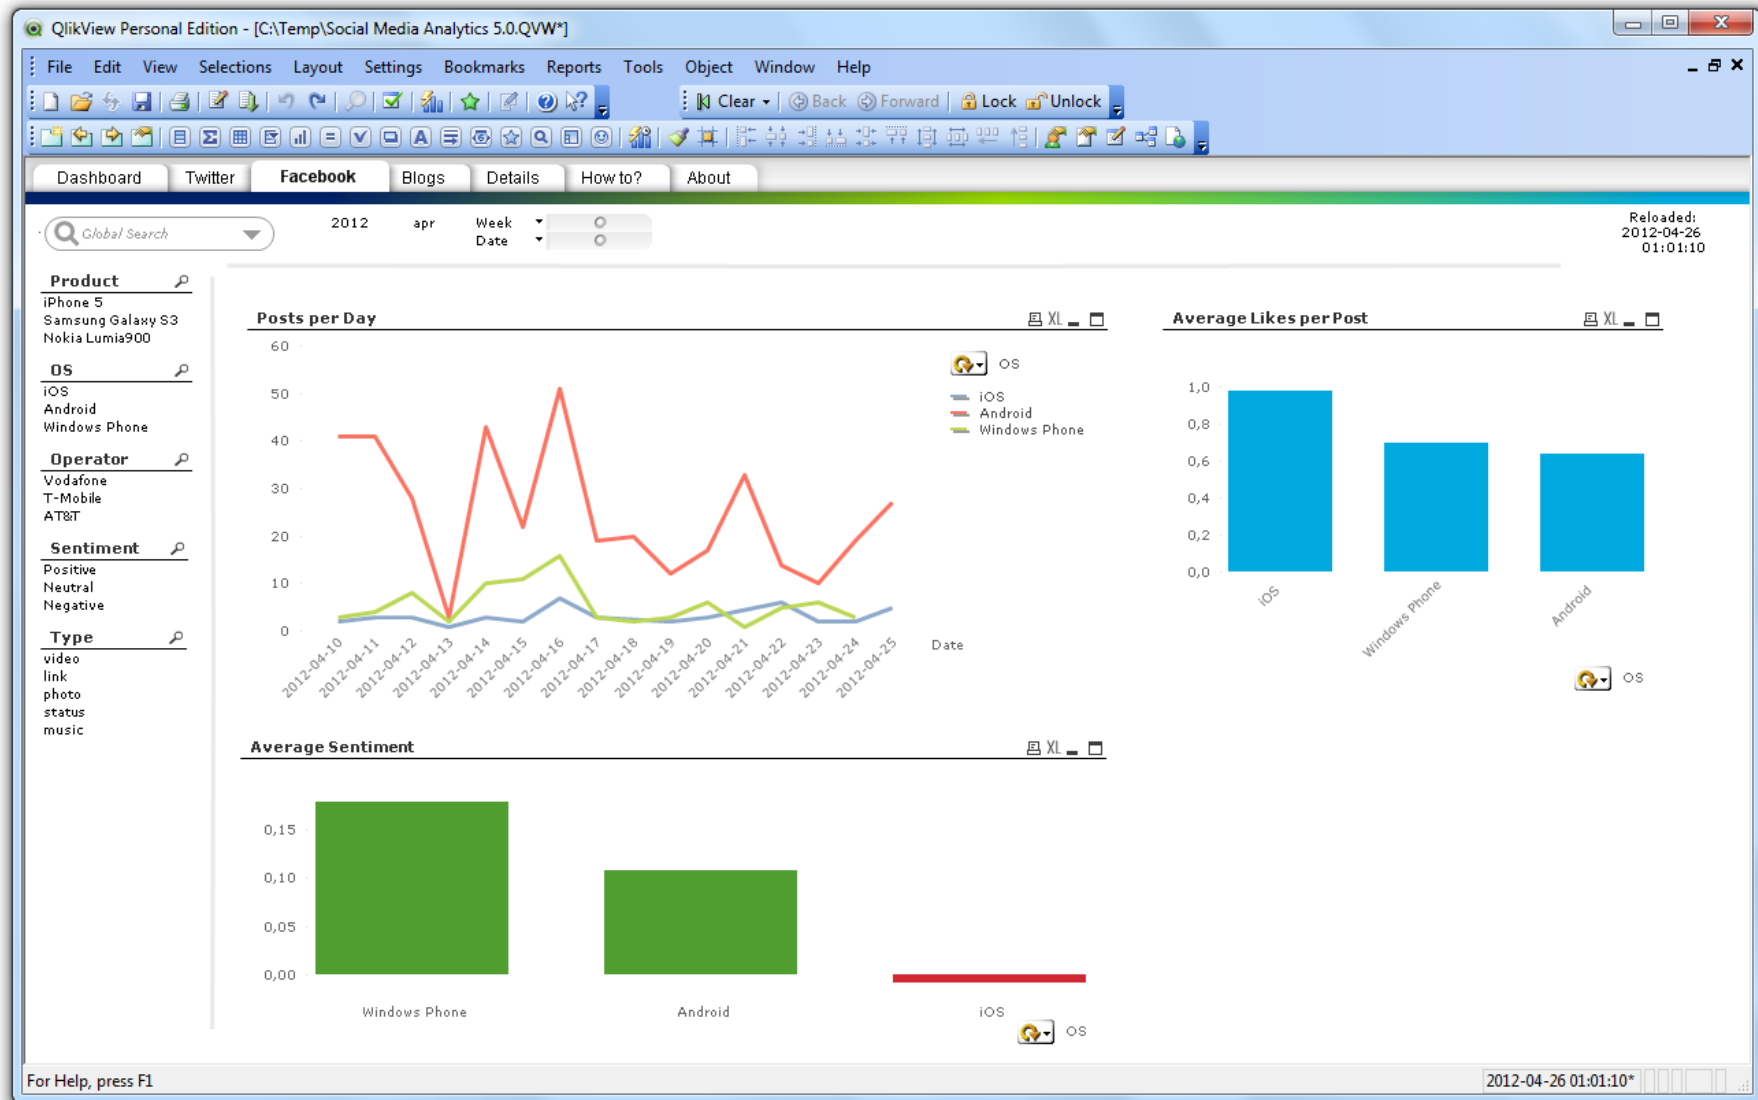 QlikView Personal Edition - [C:\Temp\Social Media Analytics 5.0.QVW*]
File Edit View Selections Layout Settings Bookmarks Reports Tools Object Window Help
Clear Back Forward Lock Unlock
Dashboard Twitter Facebook Blogs Details How to? About
Global Search
2012 apr Week
Date
Reloaded:
2012-04-26
01:01:10
Product
iPhone 5
Samsung Galaxy S3
Nokia Lumia900
OS
iOS
Android
Windows Phone
Operator
Vodafone
T-Mobile
AT&T
Sentiment
Positive
Neutral
Negative
Type
video
link
photo
status
music
Posts per Day XL
60
50
40
30
20
10
0
2012-04-10
2012-04-11
2012-04-12
2012-04-13
2012-04-14
2012-04-15
2012-04-16
2012-04-17
2012-04-18
2012-04-19
2012-04-20
2012-04-21
2012-04-22
2012-04-23
2012-04-24
2012-04-25
Date
OS
iOS
Android
Windows Phone
Average Likes per Post XL
1,0
0,8
0,6
0,4
0,2
0,0
iOS
Windows Phone
Android
OS
Average Sentiment XL
0,15
0,10
0,05
0,00
Windows Phone
Android
iOS
OS
For Help, press F1
2012-04-26 01:01:10*